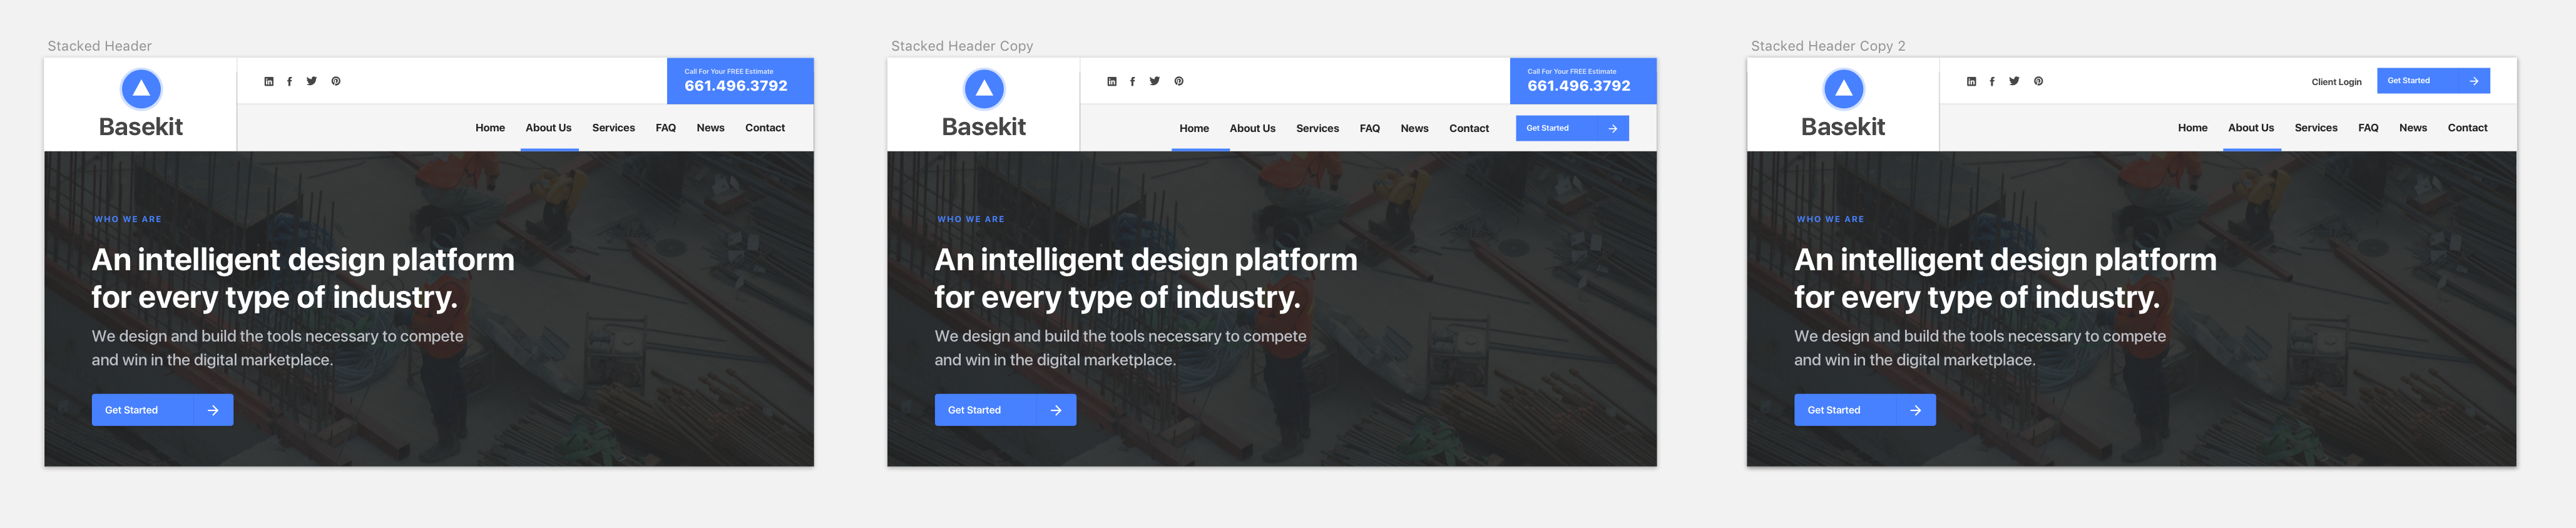 Stacked Header
Basekit
Call For Your FREE Estimate
661.496.3792
Home About Us Services FAQ News Contact
WHO WE ARE
An intelligent design platform
for every type of industry.
We design and build the tools necessary to compete
and win in the digital marketplace.
Get Started
Stacked Header Copy
Basekit
Call For Your FREE Estimate
661.496.3792
Home About Us Services FAQ News Contact Get Started
WHO WE ARE
An intelligent design platform
for every type of industry.
We design and build the tools necessary to compete
and win in the digital marketplace.
Get Started
Stacked Header Copy 2
Basekit
Client Login Get Started
Home About Us Services FAQ News Contact
WHO WE ARE
An intelligent design platform
for every type of industry.
We design and build the tools necessary to compete
and win in the digital marketplace.
Get Started